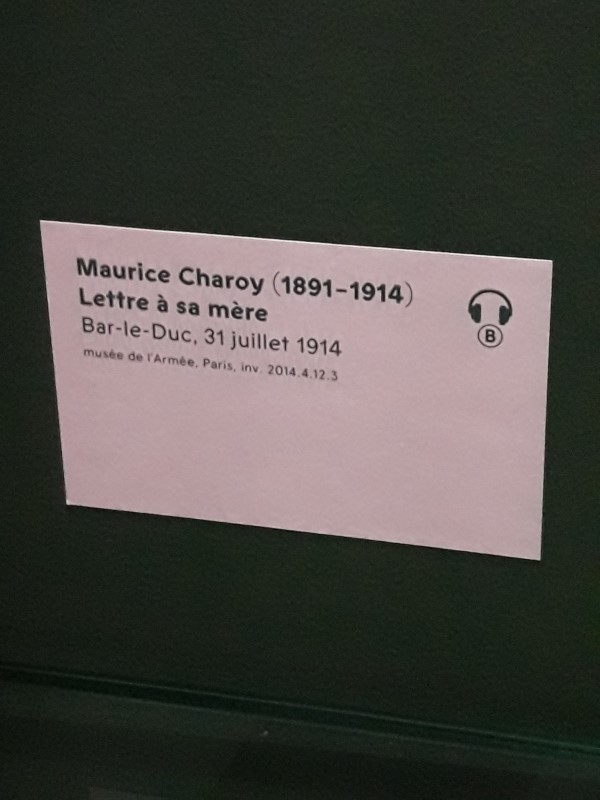 Maurice Charoy (1891–1914)
Lettre à sa mère
Bar-le-Duc, 31 juillet 1914
musée de l'Armée, Paris, inv. 2014.4.12.3
B